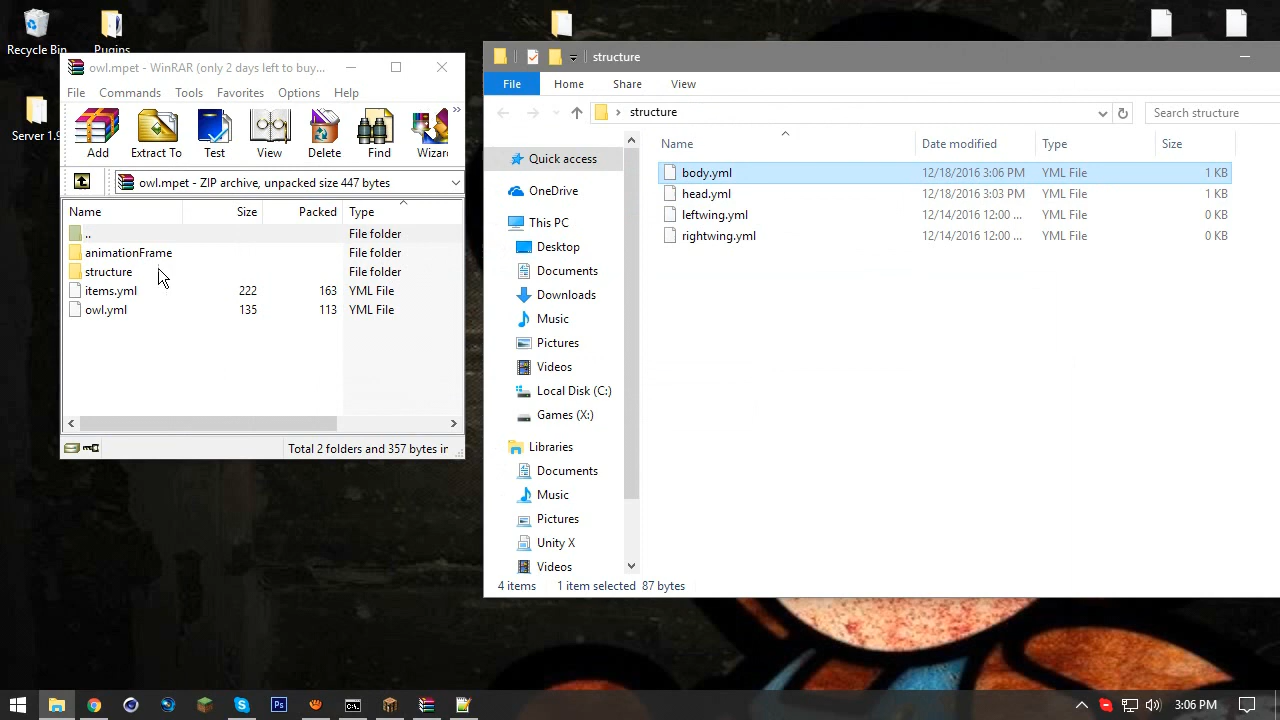 Recycle Bin
Pugins
Server 1.9
owl.mpet - WinRAR (only 2 days left to buy...
File Commands Tools Favorites Options Help
Add Extract To Test View Delete Find Wizar
owl.mpet - ZIP archive, unpacked size 447 bytes
Name Size Packed Type
.. File folder
animationFrame File folder
structure File folder
items.yml 222 163 YML File
owl.yml 135 113 YML File
Total 2 folders and 357 bytes in
structure
File Home Share View
structure
Search structure
Quick access
OneDrive
This PC
Desktop
Documents
Downloads
Music
Pictures
Videos
Local Disk (C:)
Games (X:)
Libraries
Documents
Music
Pictures
Unity X
Videos
Name Date modified Type Size
body.yml 12/18/2016 3:06 PM YML File 1 KB
head.yml 12/18/2016 3:03 PM YML File 1 KB
leftwing.yml 12/14/2016 12:00 ... YML File 0 KB
rightwing.yml 12/14/2016 12:00 ... YML File 0 KB
4 items 1 item selected 87 bytes
3:06 PM